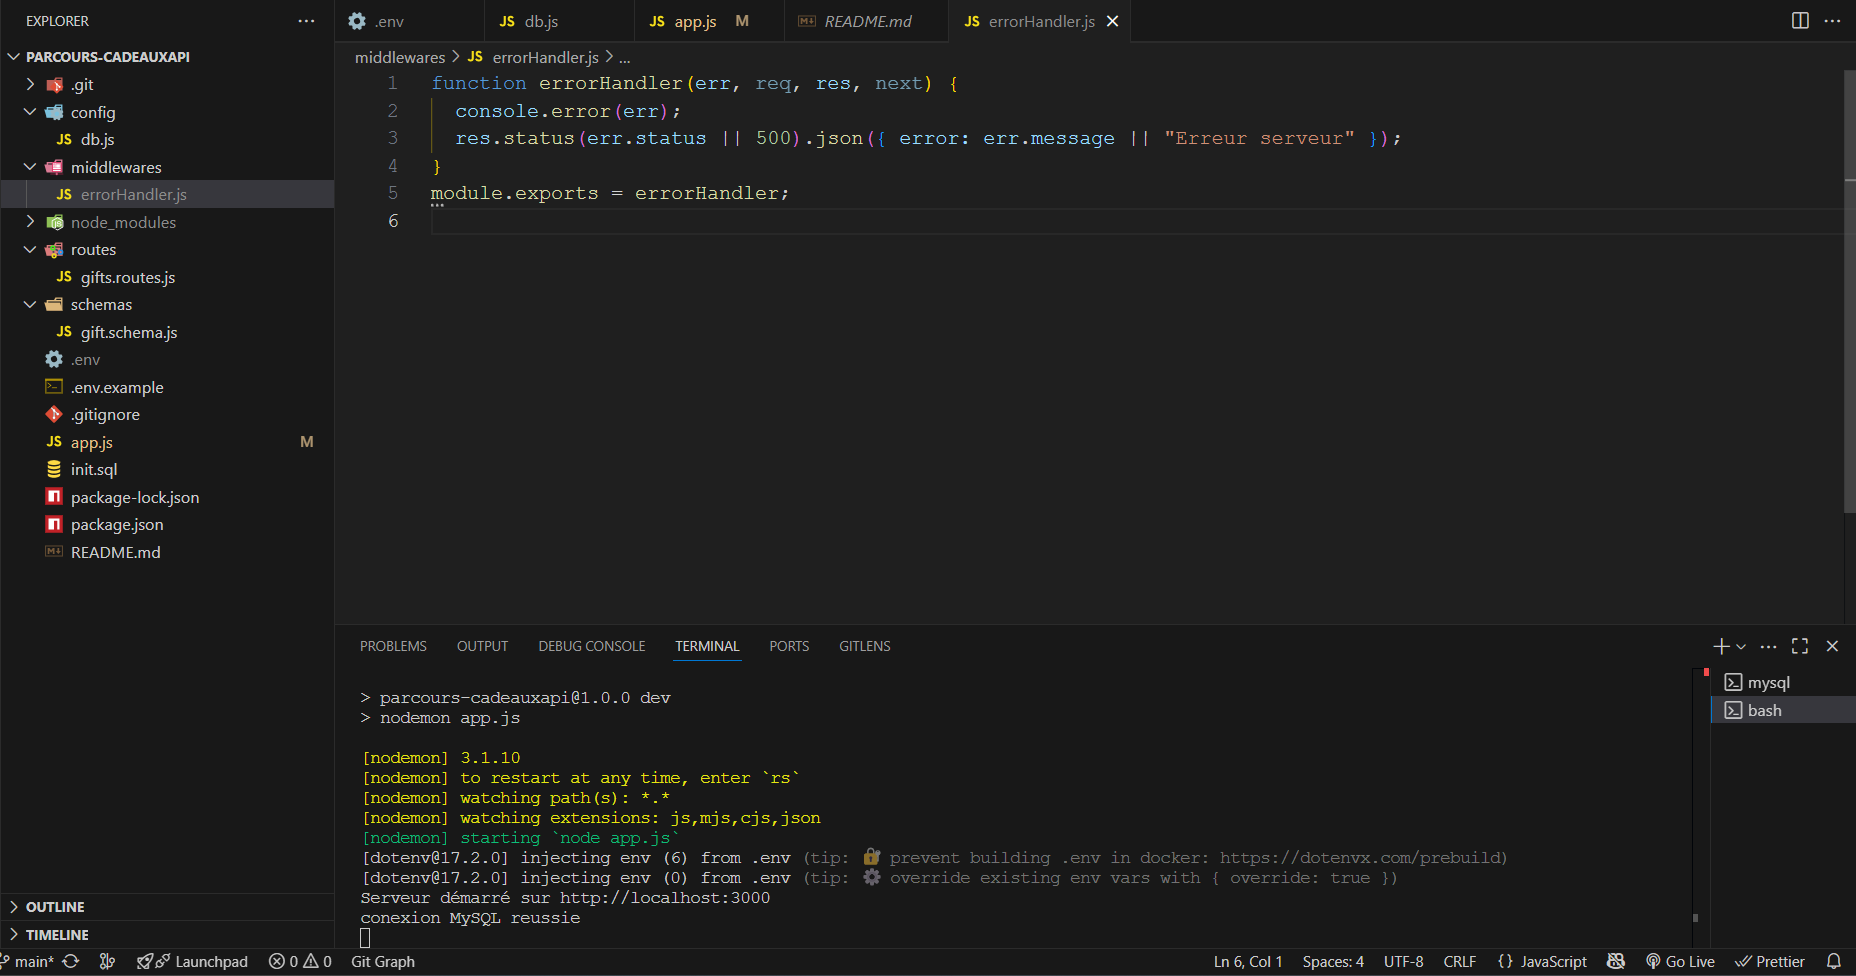 EXPLORER
.env
db.js
app.js M
README.md
errorHandler.js
PARCOURS-CADEAUXAPI
.git
config
db.js
middlewares
errorHandler.js
node_modules
routes
gifts.routes.js
schemas
gift.schema.js
.env
.env.example
.gitignore
app.js M
init.sql
package-lock.json
package.json
README.md
OUTLINE
TIMELINE
middlewares > JS errorHandler.js > ...
1 function errorHandler(err, req, res, next) {
2 console.error(err);
3 res.status(err.status || 500).json({ error: err.message || "Erreur serveur" });
4 }
5 module.exports = errorHandler;
6
PROBLEMS OUTPUT DEBUG CONSOLE TERMINAL PORTS GITLENS
> parcours-cadeauxapi@1.0.0 dev
> nodemon app.js
[nodemon] 3.1.10
[nodemon] to restart at any time, enter `rs`
[nodemon] watching path(s): *.*
[nodemon] watching extensions: js,mjs,cjs,json
[nodemon] starting `node app.js`
[dotenv@17.2.0] injecting env (6) from .env (tip: 🔐 prevent building .env in docker: https://dotenvx.com/prebuild)
[dotenv@17.2.0] injecting env (0) from .env (tip: ⚙️ override existing env vars with { override: true })
Serveur démarré sur http://localhost:3000
conexion MySQL reussie
mysql
bash
main* Launchpad 0 0 Git Graph Ln 6, Col 1 Spaces: 4 UTF-8 CRLF {} JavaScript Go Live Prettier